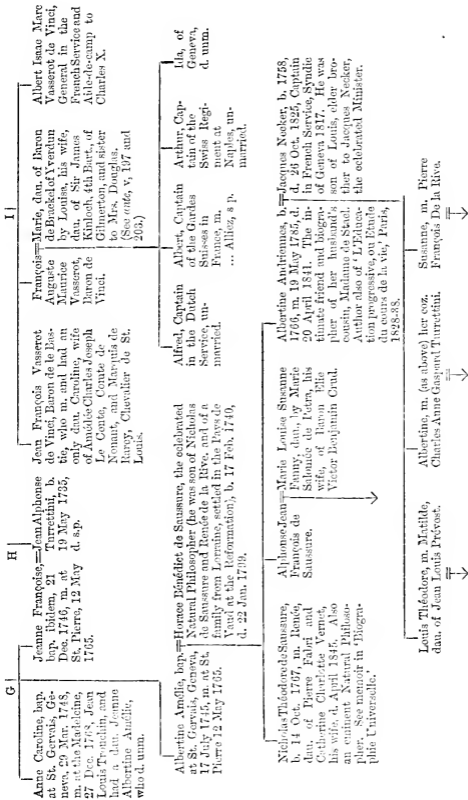 G
H
I
Anne Caroline, bap.
at St. Gervais, Ge-
neva, 29 Mar. 1748,
m. at the Madeleine,
27 Dec. 1768, Jean
Louis Tronchin, and
had a dau. Jeanne
Albertine Amélie,
who d. unm.
Jeanne Françoise,=Jean Alphonse
bap. ibidem, 21 Turrettini, b.
Dec. 1746, m. at 19 May 1735,
St. Pierre, 12 May d. s.p.
1765.
Jean François Vasserot
de Vinci, Baron de le Bas-
tie, who m. and had an
only dau. Caroline, wife
of Amédée Charles Joseph
Le Conte, Comte de
Nonant, and Marquis de
Raray, Chevalier de St.
Louis.
François=Marie, dau. of Baron
Auguste de Brackel of Yverdun
Maurice by Louisa, his wife,
Vasserot, dau. of Sir James
Baron de Kinloch, 4th Bart., of
Vinci. Gilmerton, and sister
to Mrs. Douglas.
(See ante, v, 197 and
203.)
Albert Isaac Marc
Vasserot de Vinci,
General in the
French Service and
Aide-de-camp to
Charles X.
Albertine Amélie, bap.=Horace Bénédict de Saussure, the celebrated
at St. Gervais, Geneva, Natural Philosopher (he was son of Nicholas
17 July 1745, m. at St. de Saussure and Renée de la Rive, and of a
Pierre 12 May 1765. family from Lorraine, settled in the Pays de
Vaud at the Reformation), b. 17 Feb. 1740,
d. 22 Jan. 1799.
Alfred, Captain
in the Dutch
Service, un-
married.
Albert, Captain
of the Gardes
Suisses in
France, m.
... Alliez, s p.
Arthur, Cap-
tain of the
Swiss Regi-
ment at
Naples, un-
married.
Ida, of
Geneva,
d. unm.
Nicholas Théodore de Saussure,
b. 14 Oct. 1767, m. Renée,
dau. of Pierre Fabri and
Catherine Charlotte Vernet,
his wife, d. April 1845. Also
an eminent Natural Philoso-
pher. See memoir in 'Biogra-
phie Universelle.'
Alphonse Jean=Marie Louise Susanne
François de Fanny, dau., by Marie
Saussure. Salomée de Petra, his
wife, of Baron Elie
Victor Benjamin Crud.
Albertine Andrienne, b.=Jacques Necker, b. 1758,
1766, m. 19 May 1785, d. d. 26 Oct. 1825, Captain
20 April 1841. The in- in French Service, Syndic
timate friend and biogra- of Geneva 1817. He was
pher of her husband's son of Louis, elder bro-
cousin, Madame de Stael. ther to Jacques Necker,
Author also of 'L'Educa- the celebrated Minister.
tion progressive, ou Etude
du cours de la vie,' Paris,
1828-38.
Louis Théodore, m. Matilde,
dau. of Jean Louis Prévost.
Albertine, m. (as above) her coz.
Charles Anne Gaspard Turrettini.
Susanne, m. Pierre
François De la Rive.